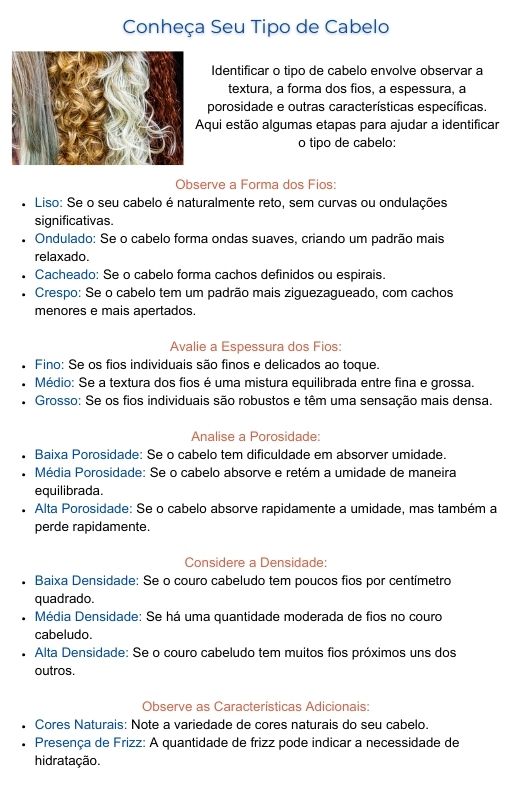 Conheça Seu Tipo de Cabelo
Identificar o tipo de cabelo envolve observar a
textura, a forma dos fios, a espessura, a
porosidade e outras características específicas.
Aqui estão algumas etapas para ajudar a identificar
o tipo de cabelo:
Observe a Forma dos Fios:
• Liso: Se o seu cabelo é naturalmente reto, sem curvas ou ondulações
significativas.
• Ondulado: Se o cabelo forma ondas suaves, criando um padrão mais
relaxado.
• Cacheado: Se o cabelo forma cachos definidos ou espirais.
• Crespo: Se o cabelo tem um padrão mais ziguezagueado, com cachos
menores e mais apertados.
Avalie a Espessura dos Fios:
• Fino: Se os fios individuais são finos e delicados ao toque.
• Médio: Se a textura dos fios é uma mistura equilibrada entre fina e grossa.
• Grosso: Se os fios individuais são robustos e têm uma sensação mais densa.
Analise a Porosidade:
• Baixa Porosidade: Se o cabelo tem dificuldade em absorver umidade.
• Média Porosidade: Se o cabelo absorve e retém a umidade de maneira
equilibrada.
• Alta Porosidade: Se o cabelo absorve rapidamente a umidade, mas também a
perde rapidamente.
Considere a Densidade:
• Baixa Densidade: Se o couro cabeludo tem poucos fios por centímetro
quadrado.
• Média Densidade: Se há uma quantidade moderada de fios no couro
cabeludo.
• Alta Densidade: Se o couro cabeludo tem muitos fios próximos uns dos
outros.
Observe as Características Adicionais:
• Cores Naturais: Note a variedade de cores naturais do seu cabelo.
• Presença de Frizz: A quantidade de frizz pode indicar a necessidade de
hidratação.